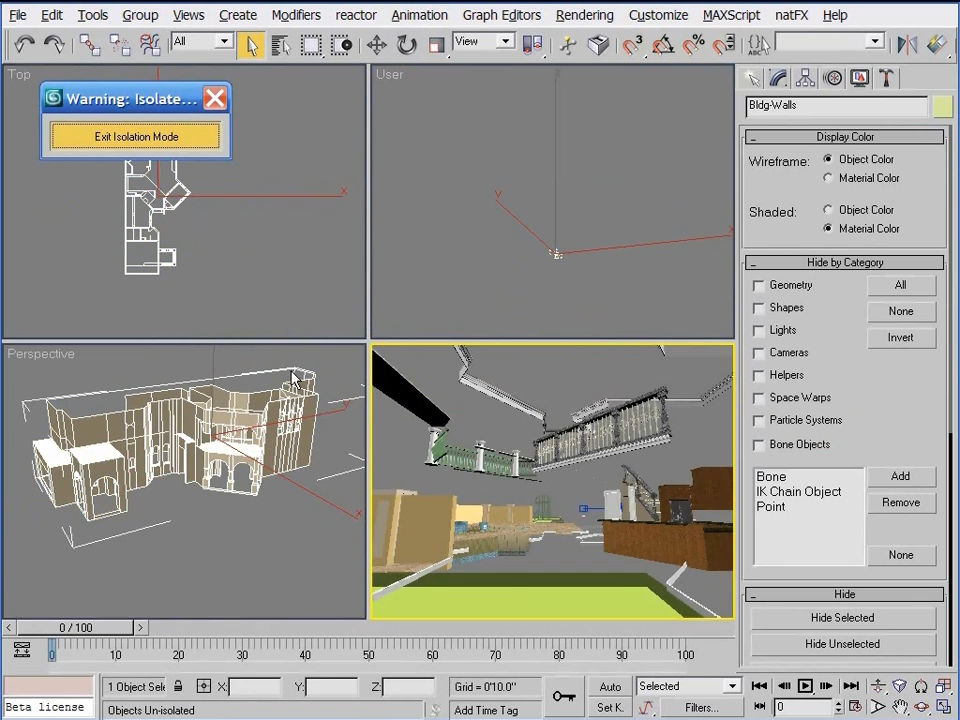 File Edit Tools Group Views Create Modifiers reactor Animation Graph Editors Rendering Customize MAXScript natFX Help
All View 3 % ABC
Top
User
Warning: Isolate...
Exit Isolation Mode
X
Y
X
Perspective
Y
X
Bldg-Walls
- Display Color
Wireframe: Object Color
Material Color
Shaded: Object Color
Material Color
- Hide by Category
Geometry All
Shapes None
Lights Invert
Cameras
Helpers
Space Warps
Particle Systems
Bone Objects
Bone Add
IK Chain Object
Point Remove
None
- Hide
Hide Selected
Hide Unselected
< 0 / 100 >
0 10 20 30 40 50 60 70 80 90 100
1 Object Sele X: Y: Z: Grid = 0'10.0" Auto Selected
Beta license Objects Un-isolated Add Time Tag Set K. Filters... 0